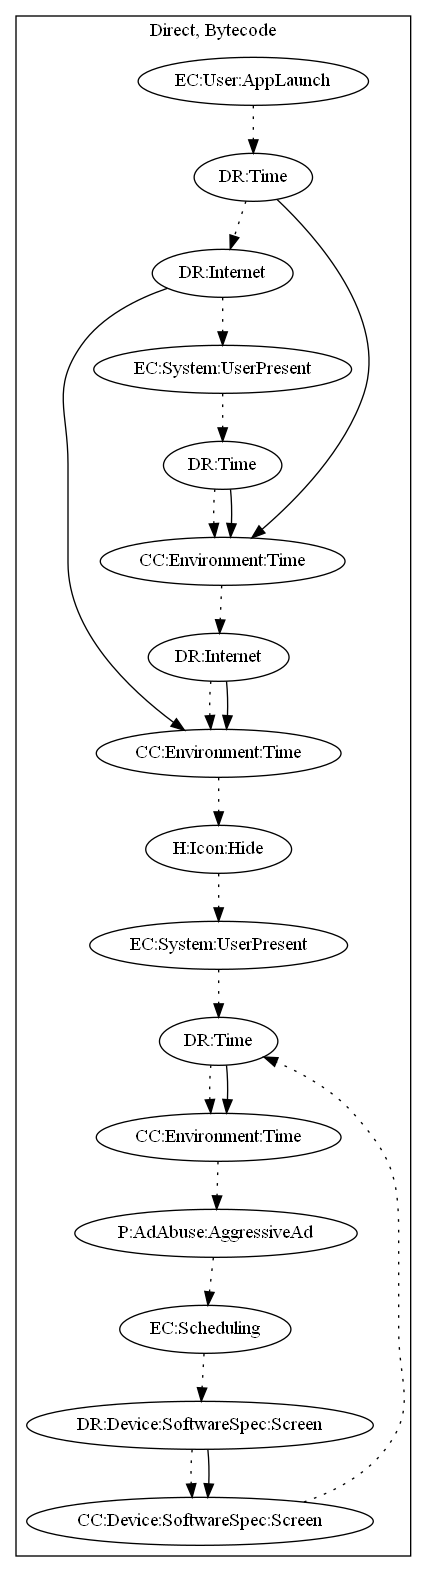 Direct, Bytecode
EC:User:AppLaunch
DR:Time
DR:Internet
EC:System:UserPresent
DR:Time
CC:Environment:Time
DR:Internet
CC:Environment:Time
H:Icon:Hide
EC:System:UserPresent
DR:Time
CC:Environment:Time
P:AdAbuse:AggressiveAd
EC:Scheduling
DR:Device:SoftwareSpec:Screen
CC:Device:SoftwareSpec:Screen